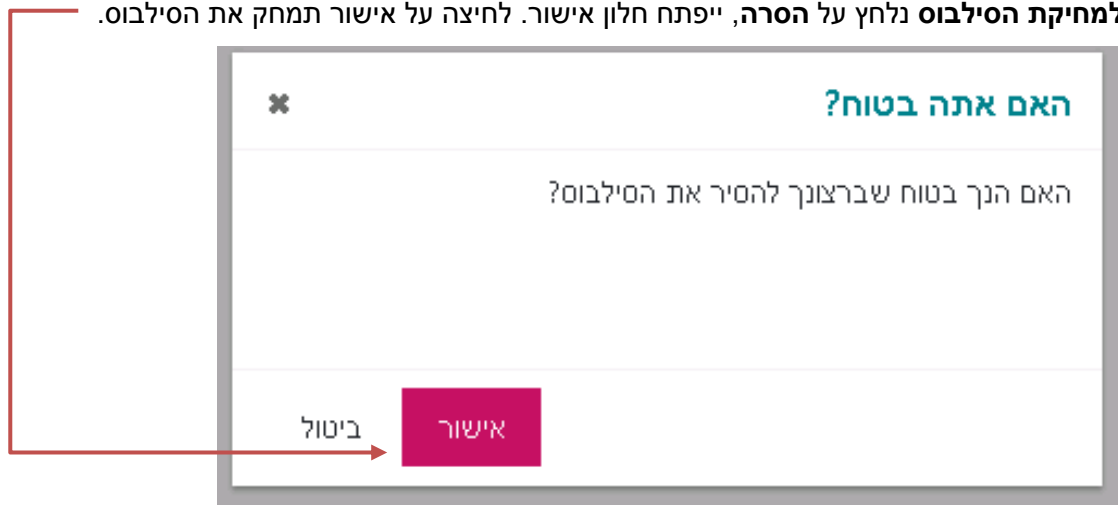 למחיקת הסילבוס נלחץ על הסרה, ייפתח חלון אישור. לחיצה על אישור תמחק את הסילבוס.
האם אתה בטוח?
האם הנך בטוח שברצונך להסיר את הסילבוס?
אישור ביטול